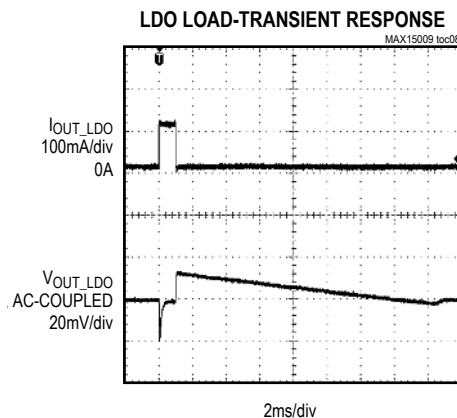 LDO LOAD-TRANSIENT RESPONSE
MAX15009 toc08
T
IOUT_LDO
100mA/div
0A
VOUT_LDO
AC-COUPLED
20mV/div
2ms/div